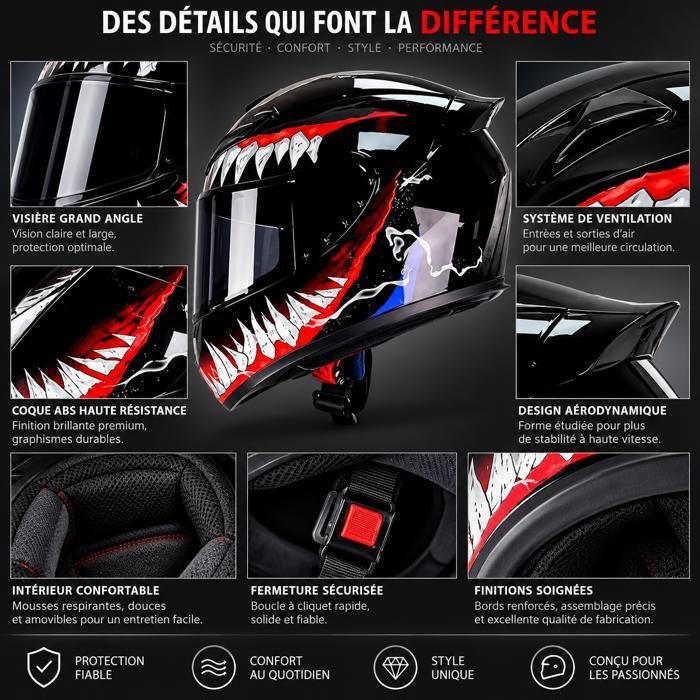 DES DÉTAILS QUI FONT LA DIFFÉRENCE
SÉCURITÉ · CONFORT · STYLE · PERFORMANCE
VISIÈRE GRAND ANGLE
Vision claire et large,
protection optimale.
SYSTÈME DE VENTILATION
Entrées et sorties d'air
pour une meilleure circulation.
COQUE ABS HAUTE RÉSISTANCE
Finition brillante premium,
graphismes durables.
DESIGN AÉRODYNAMIQUE
Forme étudiée pour plus
de stabilité à haute vitesse.
INTÉRIEUR CONFORTABLE
Mousses respirantes, douces
et amovibles pour un entretien facile.
FERMETURE SÉCURISÉE
Boucle à cliquet rapide,
solide et fiable.
FINITIONS SOIGNÉES
Bords renforcés, assemblage précis
et excellente qualité de fabrication.
PROTECTION
FIABLE
CONFORT
AU QUOTIDIEN
STYLE
UNIQUE
CONÇU POUR
LES PASSIONNÉS